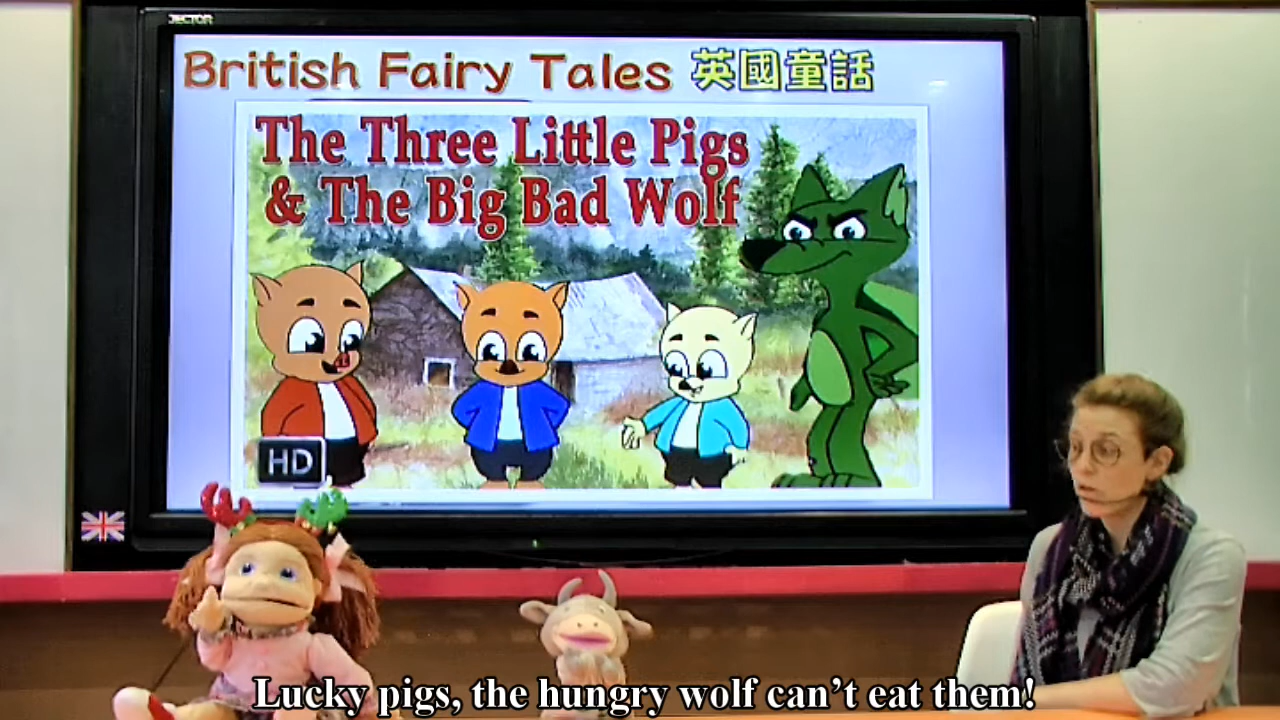 JECTOR
British Fairy Tales 英國童話
The Three Little Pigs
& The Big Bad Wolf
HD
Lucky pigs, the hungry wolf can't eat them!